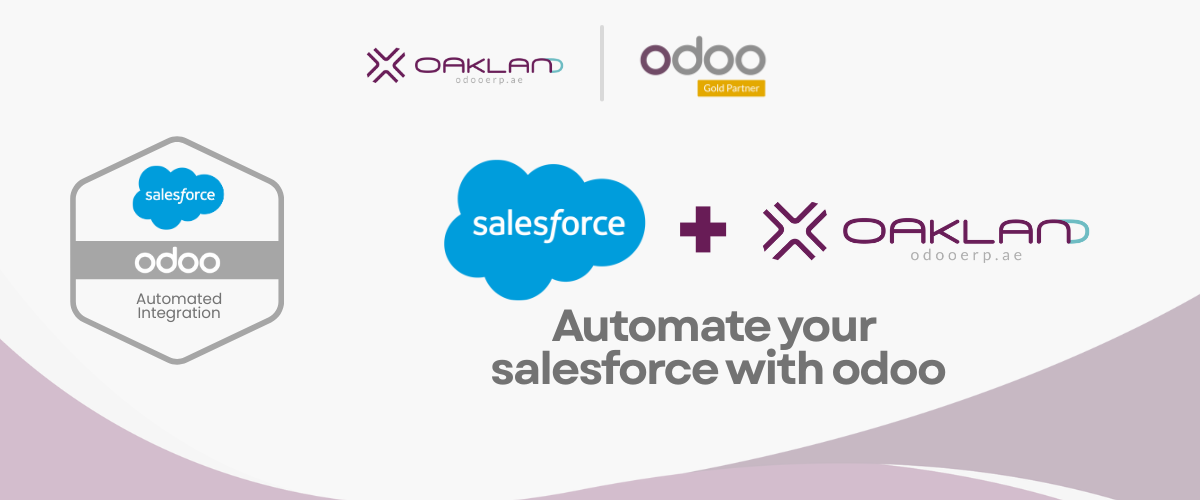 OAKLAND
odooerp.ae
odoo
Gold Partner
salesforce
odoo
Automated
Integration
salesforce
OAKLAND
odooerp.ae
Automate your
salesforce with odoo